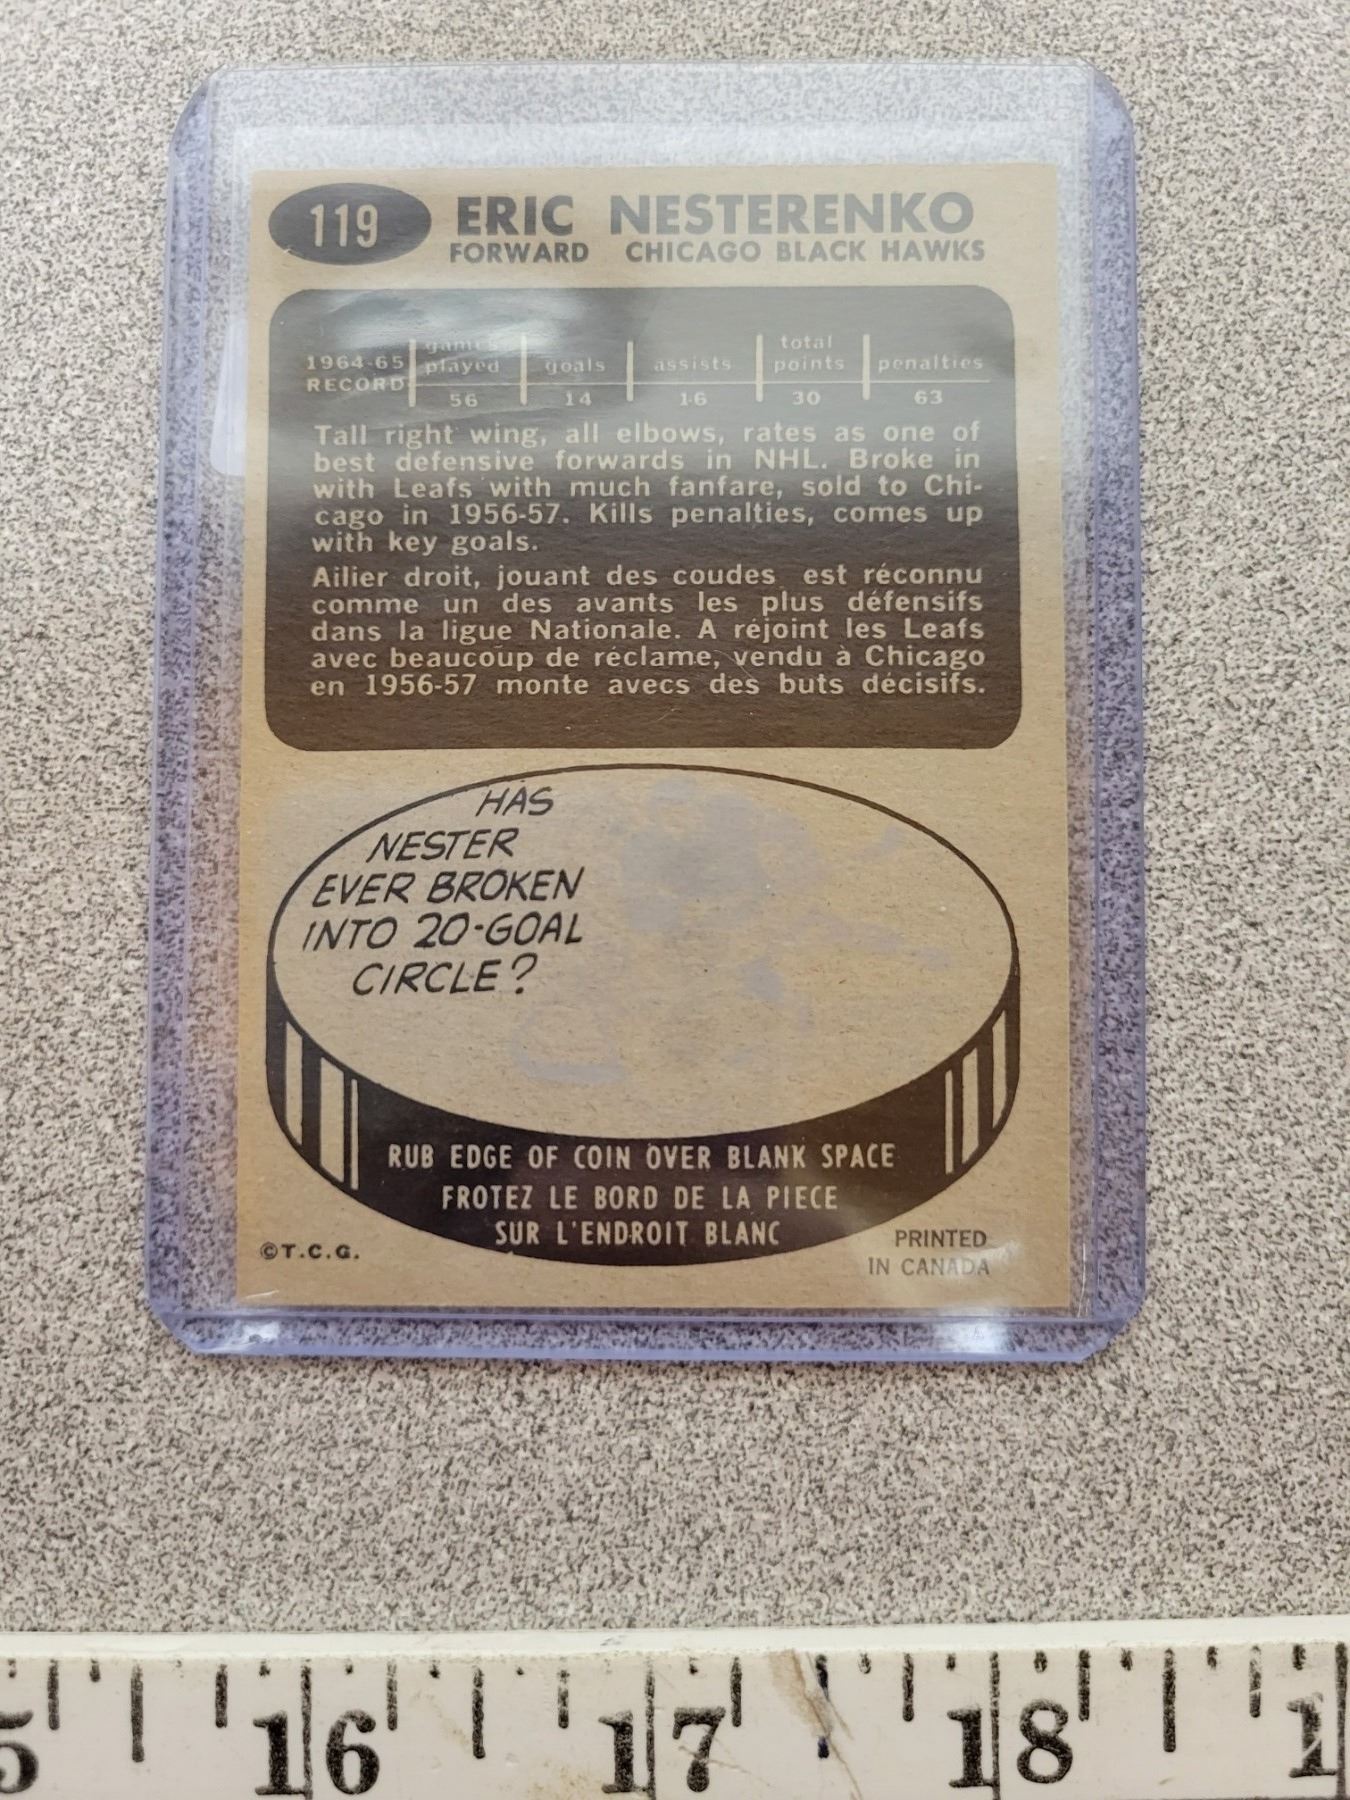 119 ERIC NESTERENKO
FORWARD CHICAGO BLACK HAWKS
1964-65 RECORD games played goals assists total points penalties
56 14 16 30 63
Tall right wing, all elbows, rates as one of
best defensive forwards in NHL. Broke in
with Leafs with much fanfare, sold to Chi-
cago in 1956-57. Kills penalties, comes up
with key goals.
Ailier droit, jouant des coudes est réconnu
comme un des avants les plus défensifs
dans la ligue Nationale. A réjoint les Leafs
avec beaucoup de réclame, vendu à Chicago
en 1956-57 monte avecs des buts décisifs.
HAS
NESTER
EVER BROKEN
INTO 20-GOAL
CIRCLE?
RUB EDGE OF COIN OVER BLANK SPACE
FROTEZ LE BORD DE LA PIECE
SUR L'ENDROIT BLANC
©T.C.G.
PRINTED
IN CANADA
5 16 17 18 1